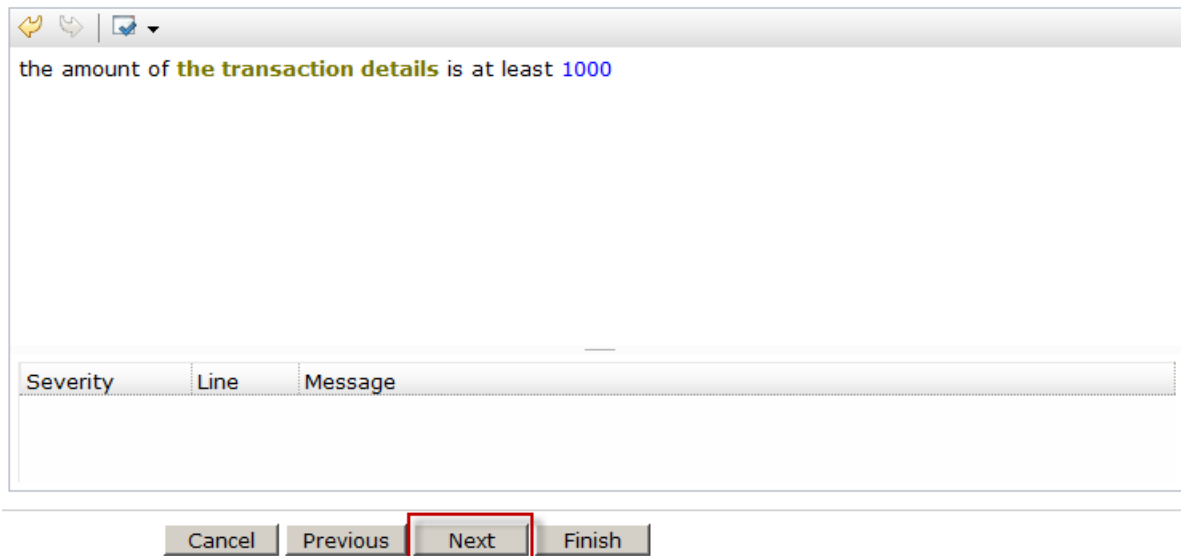 the amount of the transaction details is at least 1000
Severity Line Message
Cancel Previous Next Finish